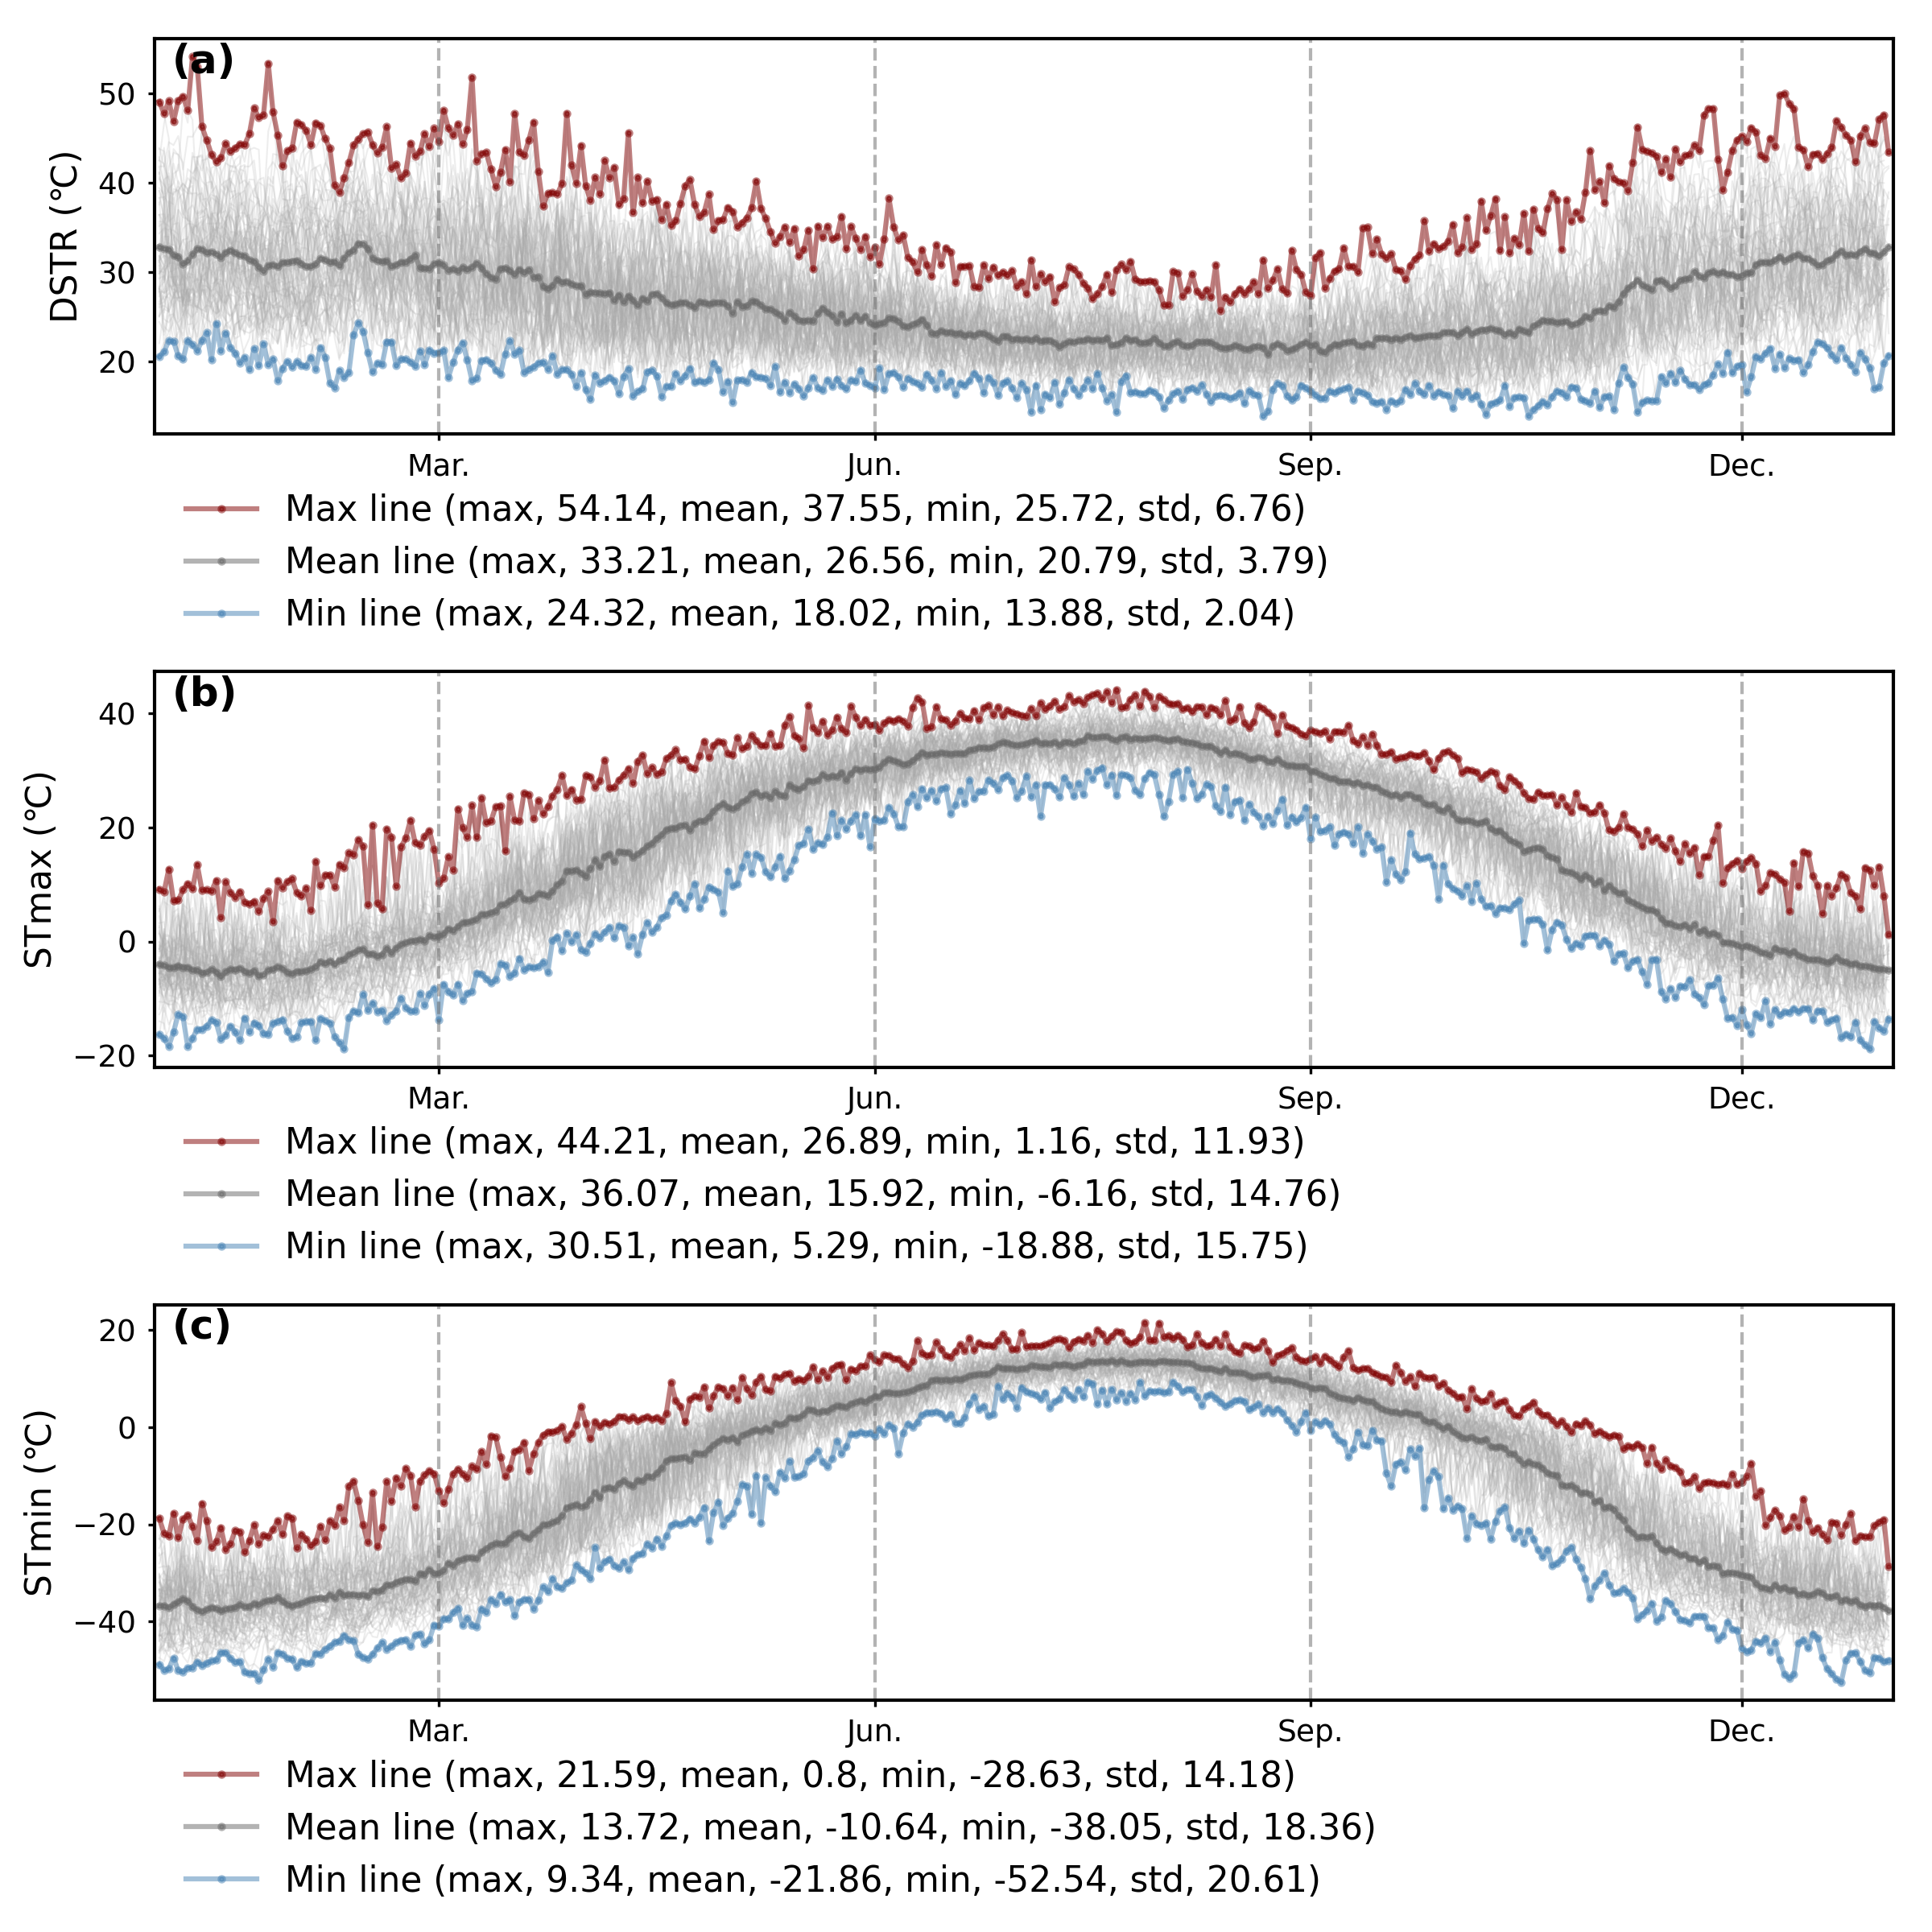 (a)
50
40
30
20
DSTR (°C)
Mar. Jun. Sep. Dec.
Max line (max, 54.14, mean, 37.55, min, 25.72, std, 6.76)
Mean line (max, 33.21, mean, 26.56, min, 20.79, std, 3.79)
Min line (max, 24.32, mean, 18.02, min, 13.88, std, 2.04)
(b)
40
20
0
−20
STmax (°C)
Mar. Jun. Sep. Dec.
Max line (max, 44.21, mean, 26.89, min, 1.16, std, 11.93)
Mean line (max, 36.07, mean, 15.92, min, -6.16, std, 14.76)
Min line (max, 30.51, mean, 5.29, min, -18.88, std, 15.75)
(c)
20
0
−20
−40
STmin (°C)
Mar. Jun. Sep. Dec.
Max line (max, 21.59, mean, 0.8, min, -28.63, std, 14.18)
Mean line (max, 13.72, mean, -10.64, min, -38.05, std, 18.36)
Min line (max, 9.34, mean, -21.86, min, -52.54, std, 20.61)